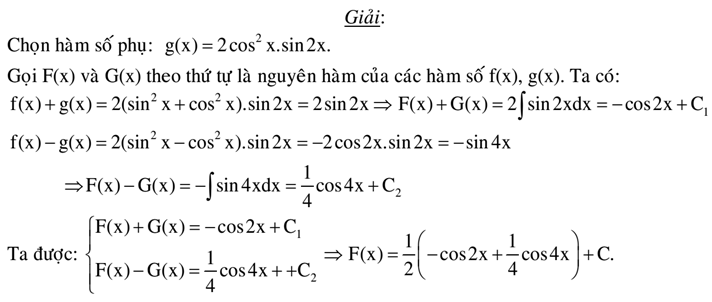 Giải:
Chọn hàm số phụ: g(x) = 2cos² x.sin2x.
Gọi F(x) và G(x) theo thứ tự là nguyên hàm của các hàm số f(x), g(x). Ta có:
f(x)+g(x) = 2(sin² x + cos² x).sin2x = 2sin2x ⇒ F(x)+G(x) = 2∫sin2xdx = −cos2x + C₁
f(x)−g(x) = 2(sin² x − cos² x).sin2x = −2cos2x.sin2x = −sin4x
⇒F(x)−G(x) = −∫sin4xdx = 1/4 cos4x + C₂
Ta được: { F(x)+G(x) = −cos2x + C₁
F(x)−G(x) = 1/4 cos4x + +C₂ ⇒ F(x) = 1/2 (−cos2x + 1/4 cos4x) + C.